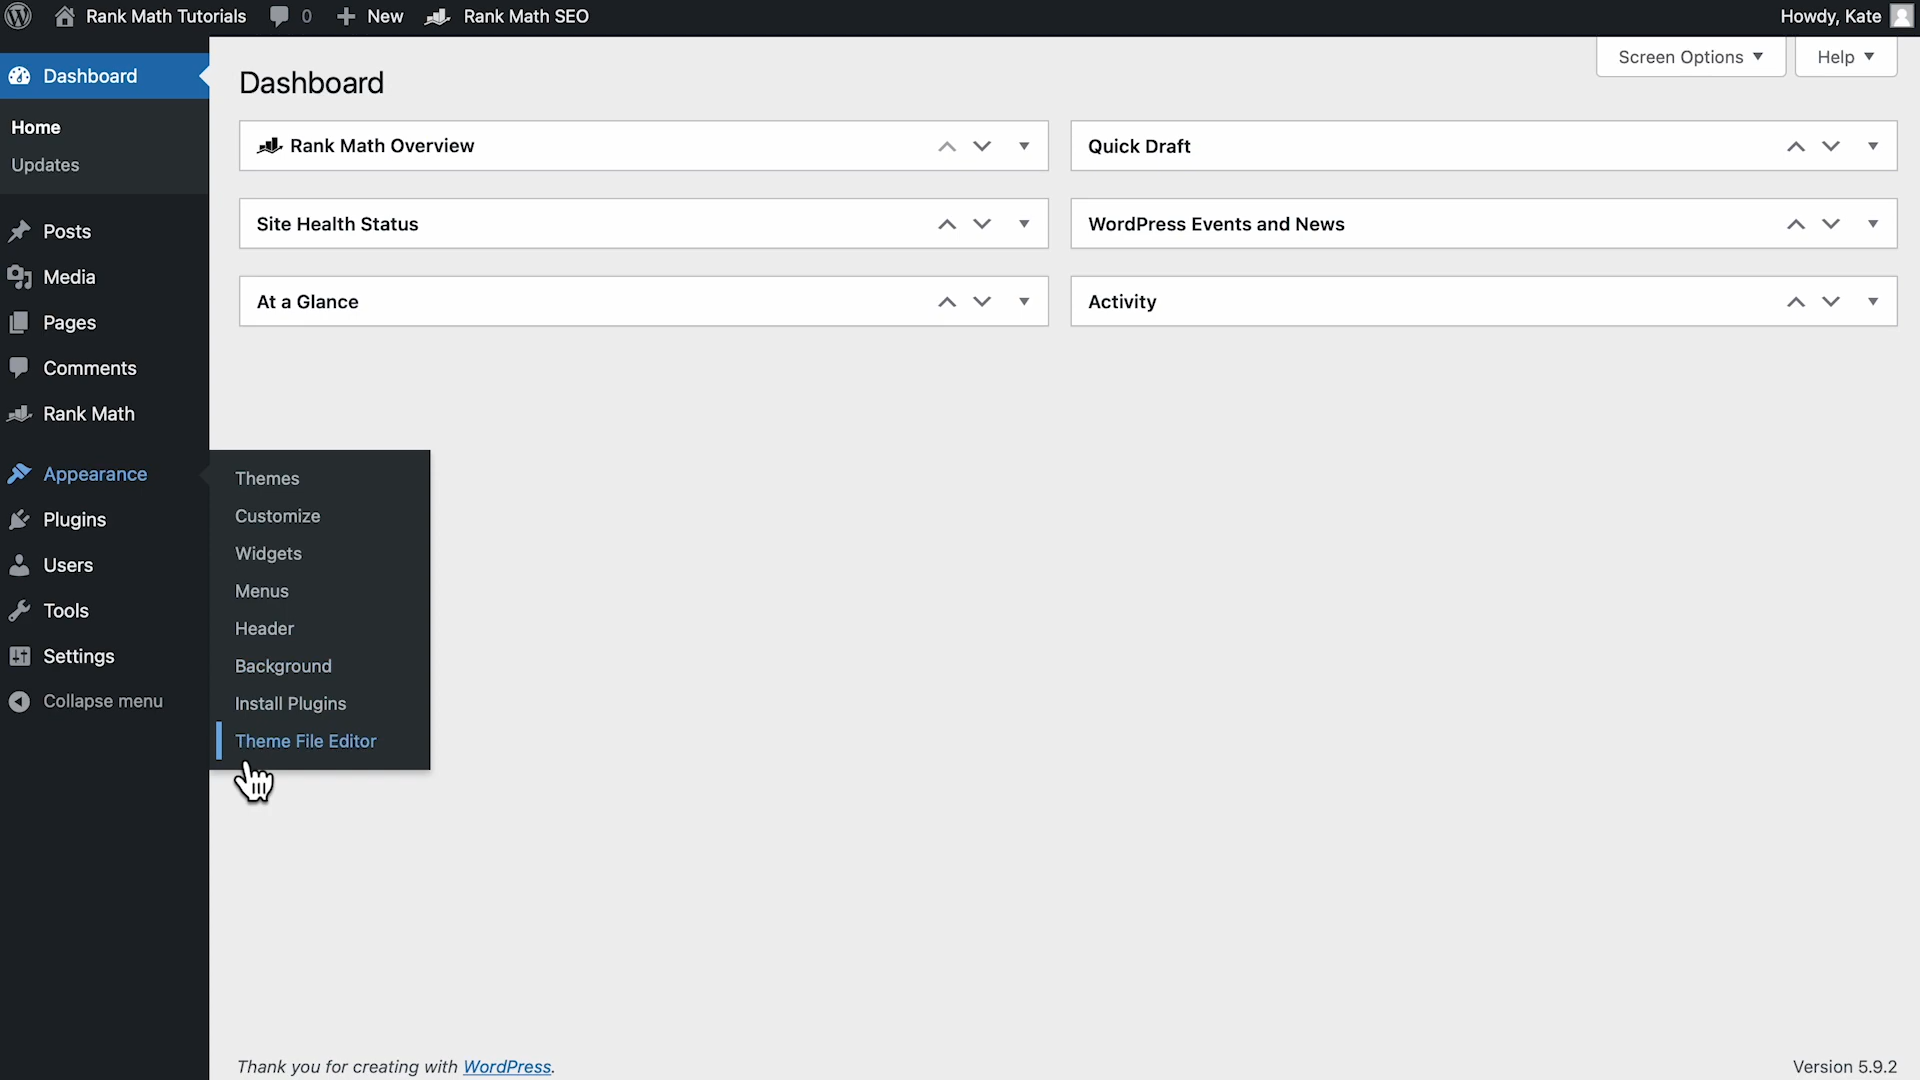 Rank Math Tutorials 0 New Rank Math SEO Howdy, Kate
Screen Options Help
Dashboard
Home
Updates
Posts
Media
Pages
Comments
Rank Math
Appearance
Plugins
Users
Tools
Settings
Collapse menu
Themes
Customize
Widgets
Menus
Header
Background
Install Plugins
Theme File Editor
Dashboard
Rank Math Overview
Quick Draft
Site Health Status
WordPress Events and News
At a Glance
Activity
Thank you for creating with WordPress.
Version 5.9.2